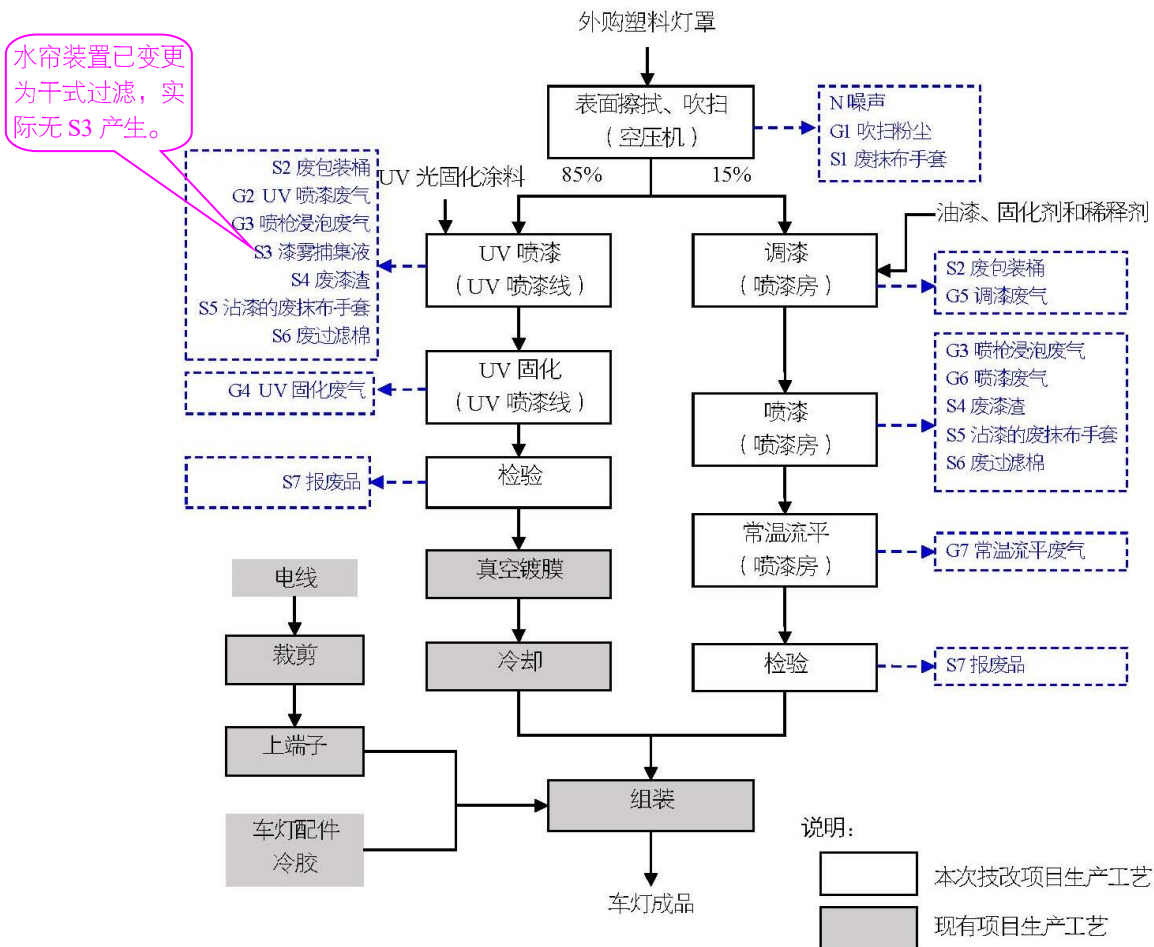 外购塑料灯罩
水帘装置已变更
为干式过滤，实
际无 S3 产生。
表面擦拭、吹扫
（空压机）
N 噪声
G1 吹扫粉尘
S1 废抹布手套
85%
15%
UV 光固化涂料
S2 废包装桶
G2 UV 喷漆废气
G3 喷枪浸泡废气
S3 漆雾捕集液
S4 废漆渣
S5 沾漆的废抹布手套
S6 废过滤棉
UV 喷漆
（UV 喷漆线）
调漆
（喷漆房）
油漆、固化剂和稀释剂
S2 废包装桶
G5 调漆废气
G4 UV 固化废气
UV 固化
（UV 喷漆线）
喷漆
（喷漆房）
G3 喷枪浸泡废气
G6 喷漆废气
S4 废漆渣
S5 沾漆的废抹布手套
S6 废过滤棉
S7 报废品
检验
常温流平
（喷漆房）
G7 常温流平废气
电线
真空镀膜
裁剪
冷却
检验
S7 报废品
上端子
组装
车灯配件
冷胶
车灯成品
说明：
本次技改项目生产工艺
现有项目生产工艺